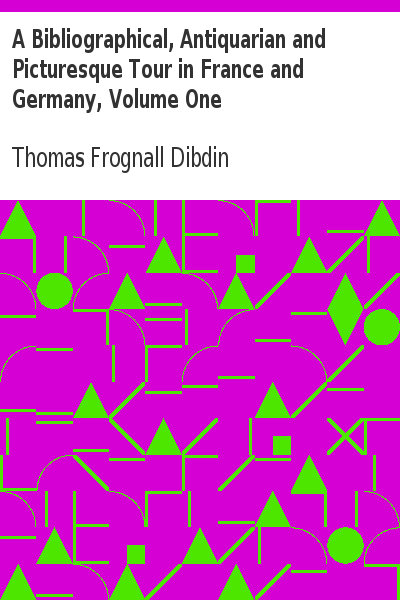 A Bibliographical, Antiquarian and
Picturesque Tour in France and
Germany, Volume One
Thomas Frognall Dibdin